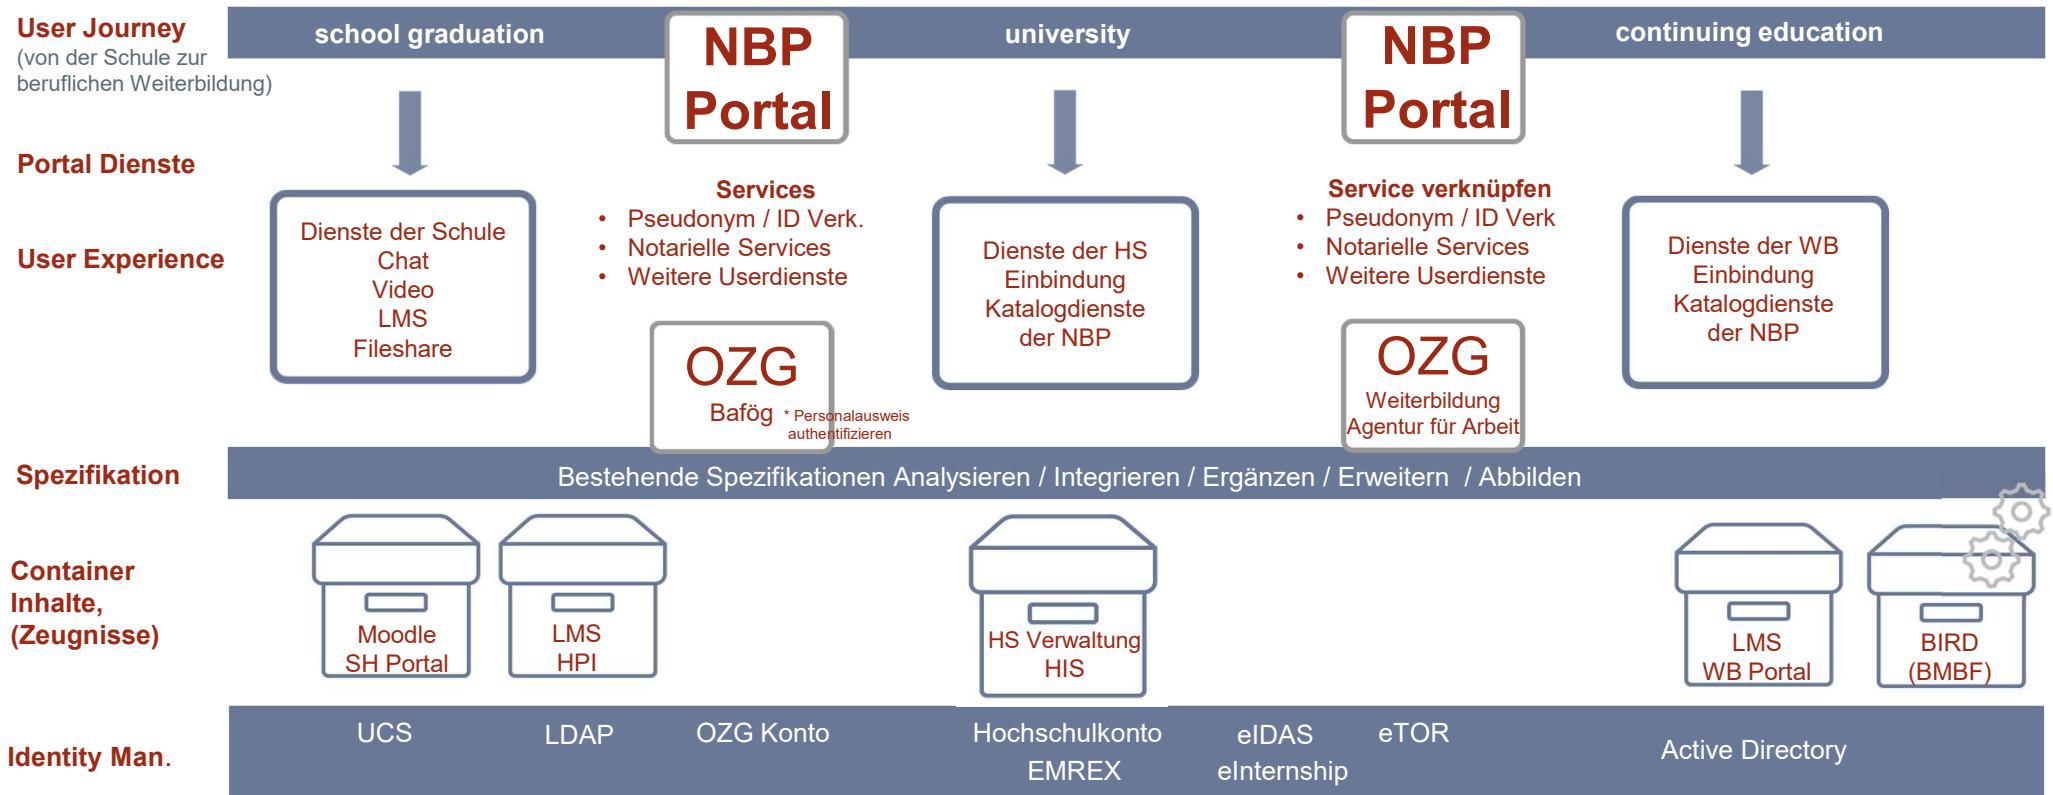 User Journey
(von der Schule zur
beruflichen Weiterbildung)
school graduation
NBP
Portal
university
NBP
Portal
continuing education
Portal Dienste
User Experience
Dienste der Schule
Chat
Video
LMS
Fileshare
Services
• Pseudonym / ID Verk.
• Notarielle Services
• Weitere Userdienste
OZG
Bafög
* Personalausweis
authentifizieren
Dienste der HS
Einbindung
Katalogdienste
der NBP
Service verknüpfen
• Pseudonym / ID Verk
• Notarielle Services
• Weitere Userdienste
OZG
Weiterbildung
Agentur für Arbeit
Dienste der WB
Einbindung
Katalogdienste
der NBP
Spezifikation
Bestehende Spezifikationen Analysieren / Integrieren / Ergänzen / Erweitern / Abbilden
Container
Inhalte,
(Zeugnisse)
Moodle
SH Portal
LMS
HPI
HS Verwaltung
HIS
LMS
WB Portal
BIRD
(BMBF)
Identity Man.
UCS
LDAP
OZG Konto
Hochschulkonto
EMREX
eIDAS
eInternship
eTOR
Active Directory